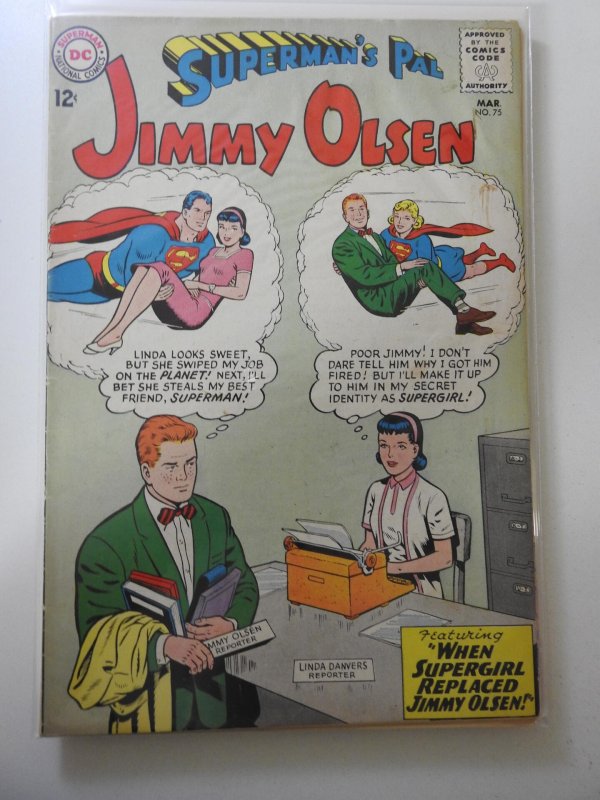 SUPERMAN
DC
NATIONAL COMICS
12¢
SUPERMAN'S PAL
JIMMY OLSEN
APPROVED
BY THE
COMICS
CODE
CA
AUTHORITY
MAR.
NO. 75
S
S
LINDA LOOKS SWEET,
BUT SHE SWIPED MY JOB
ON THE PLANET! NEXT, I'LL
BET SHE STEALS MY BEST
FRIEND, SUPERMAN!
POOR JIMMY! I DON'T
DARE TELL HIM WHY I GOT HIM
FIRED! BUT I'LL MAKE IT UP
TO HIM IN MY SECRET
IDENTITY AS SUPERGIRL!
MMY OLSEN
REPORTER
LINDA DANVERS
REPORTER
Featuring
"WHEN
SUPERGIRL
REPLACED
JIMMY OLSEN!"